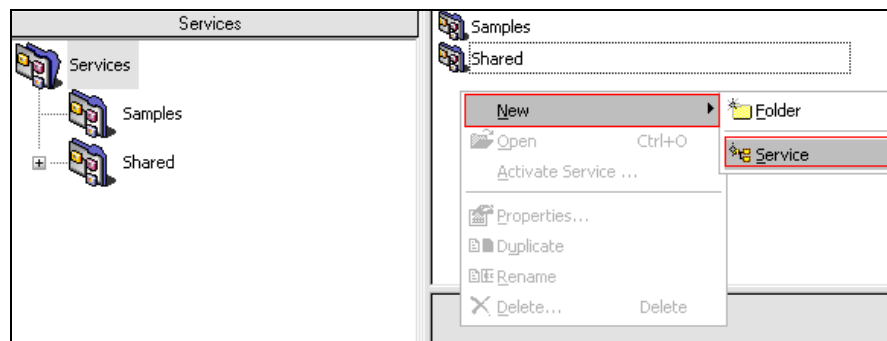 Services
Services
Samples
Shared
Samples
Shared
New
Open Ctrl+O
Activate Service ...
Properties...
Duplicate
Rename
Delete... Delete
Folder
Service